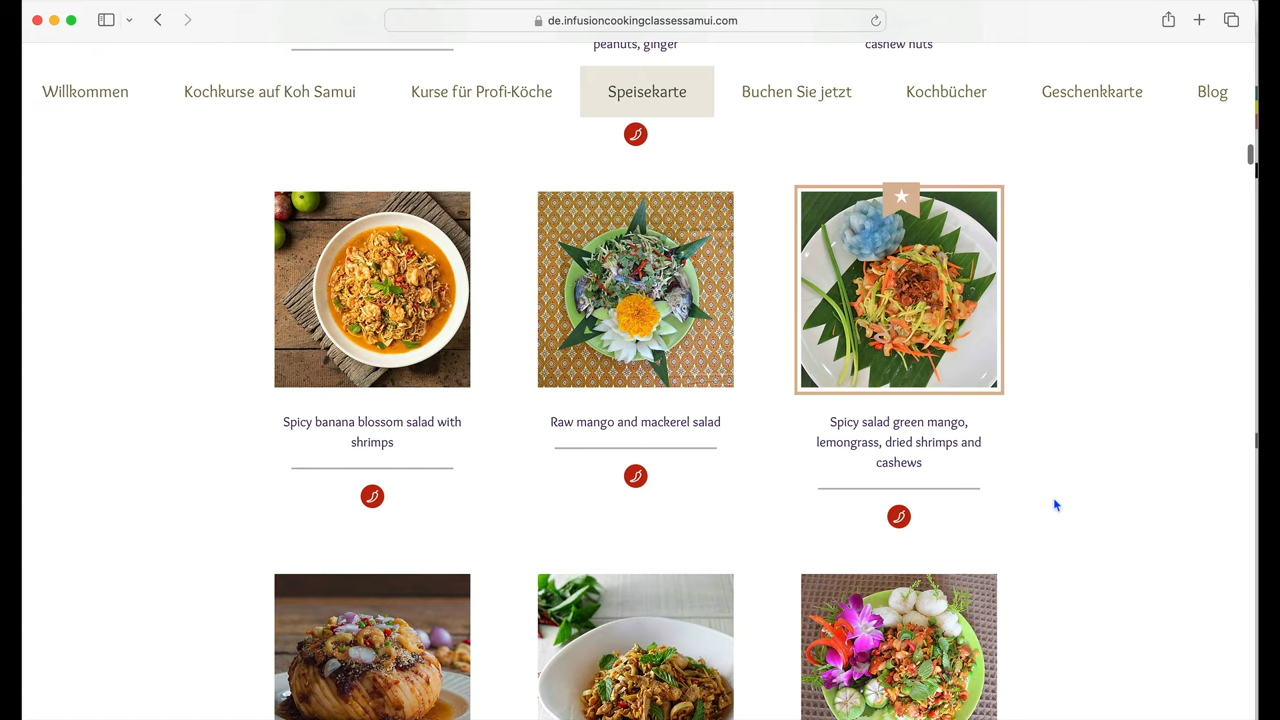 de.infusioncookingclassessamui.com
peanuts, ginger
cashew nuts
Willkommen
Kochkurse auf Koh Samui
Kurse für Profi-Köche
Speisekarte
Buchen Sie jetzt
Kochbücher
Geschenkkarte
Blog
Spicy banana blossom salad with
shrimps
Raw mango and mackerel salad
Spicy salad green mango,
lemongrass, dried shrimps and
cashews